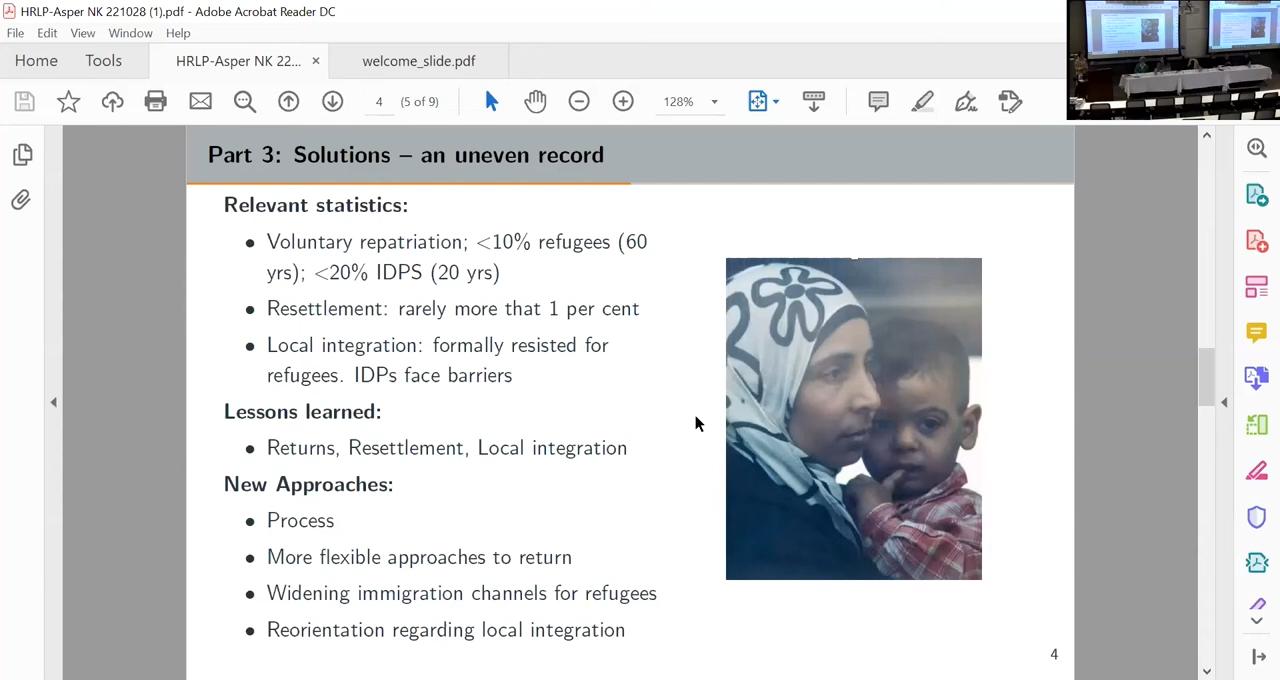 HRLP-Asper NK 221028 (1).pdf - Adobe Acrobat Reader DC
File Edit View Window Help
Home Tools HRLP-Asper NK 22... × welcome_slide.pdf
4 (5 of 9) 128%
Part 3: Solutions – an uneven record
Relevant statistics:
• Voluntary repatriation; <10% refugees (60
yrs); <20% IDPS (20 yrs)
• Resettlement: rarely more that 1 per cent
• Local integration: formally resisted for
refugees. IDPs face barriers
Lessons learned:
• Returns, Resettlement, Local integration
New Approaches:
• Process
• More flexible approaches to return
• Widening immigration channels for refugees
• Reorientation regarding local integration
4